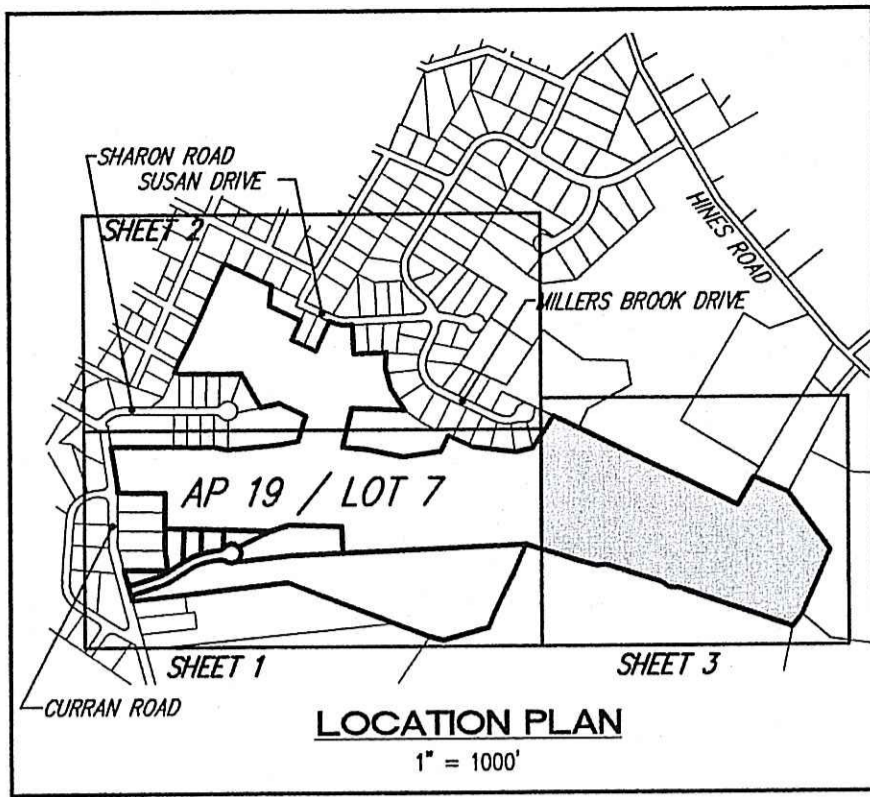 SHARON ROAD
SUSAN DRIVE
SHEET 2
HINES ROAD
MILLERS BROOK DRIVE
AP 19 / LOT 7
SHEET 1
SHEET 3
CURRAN ROAD
LOCATION PLAN
1" = 1000'